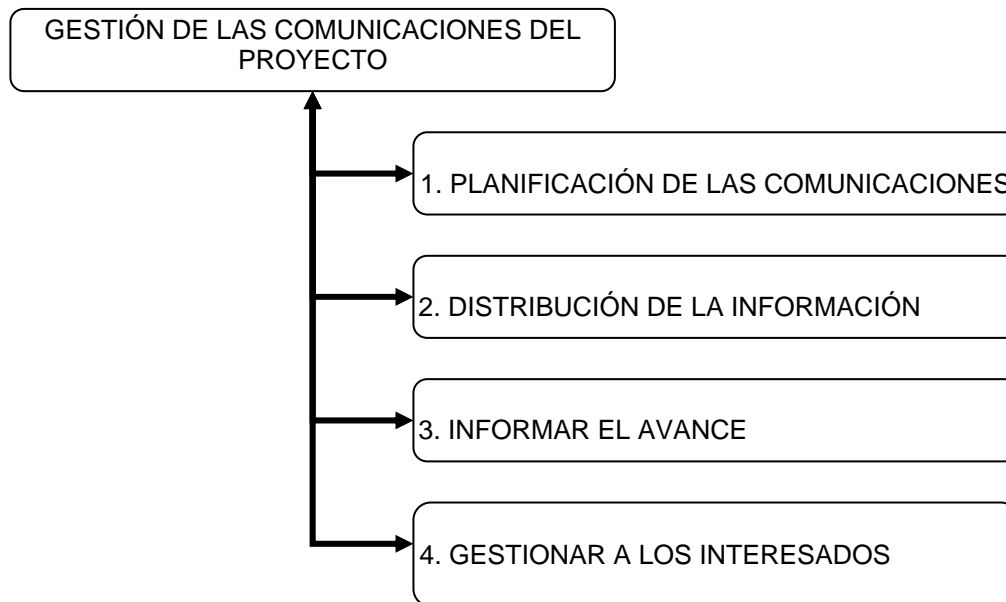 GESTIÓN DE LAS COMUNICACIONES DEL
PROYECTO
1. PLANIFICACIÓN DE LAS COMUNICACIONES
2. DISTRIBUCIÓN DE LA INFORMACIÓN
3. INFORMAR EL AVANCE
4. GESTIONAR A LOS INTERESADOS